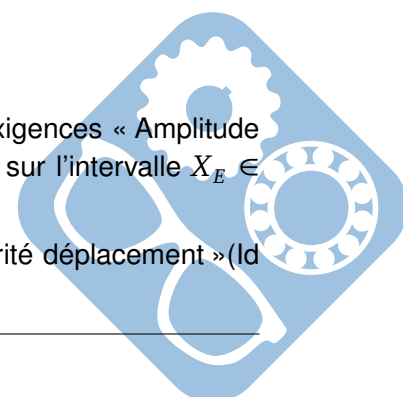 xigences « Amplitude
sur l'intervalle X_E ∈
rité déplacement »(Id